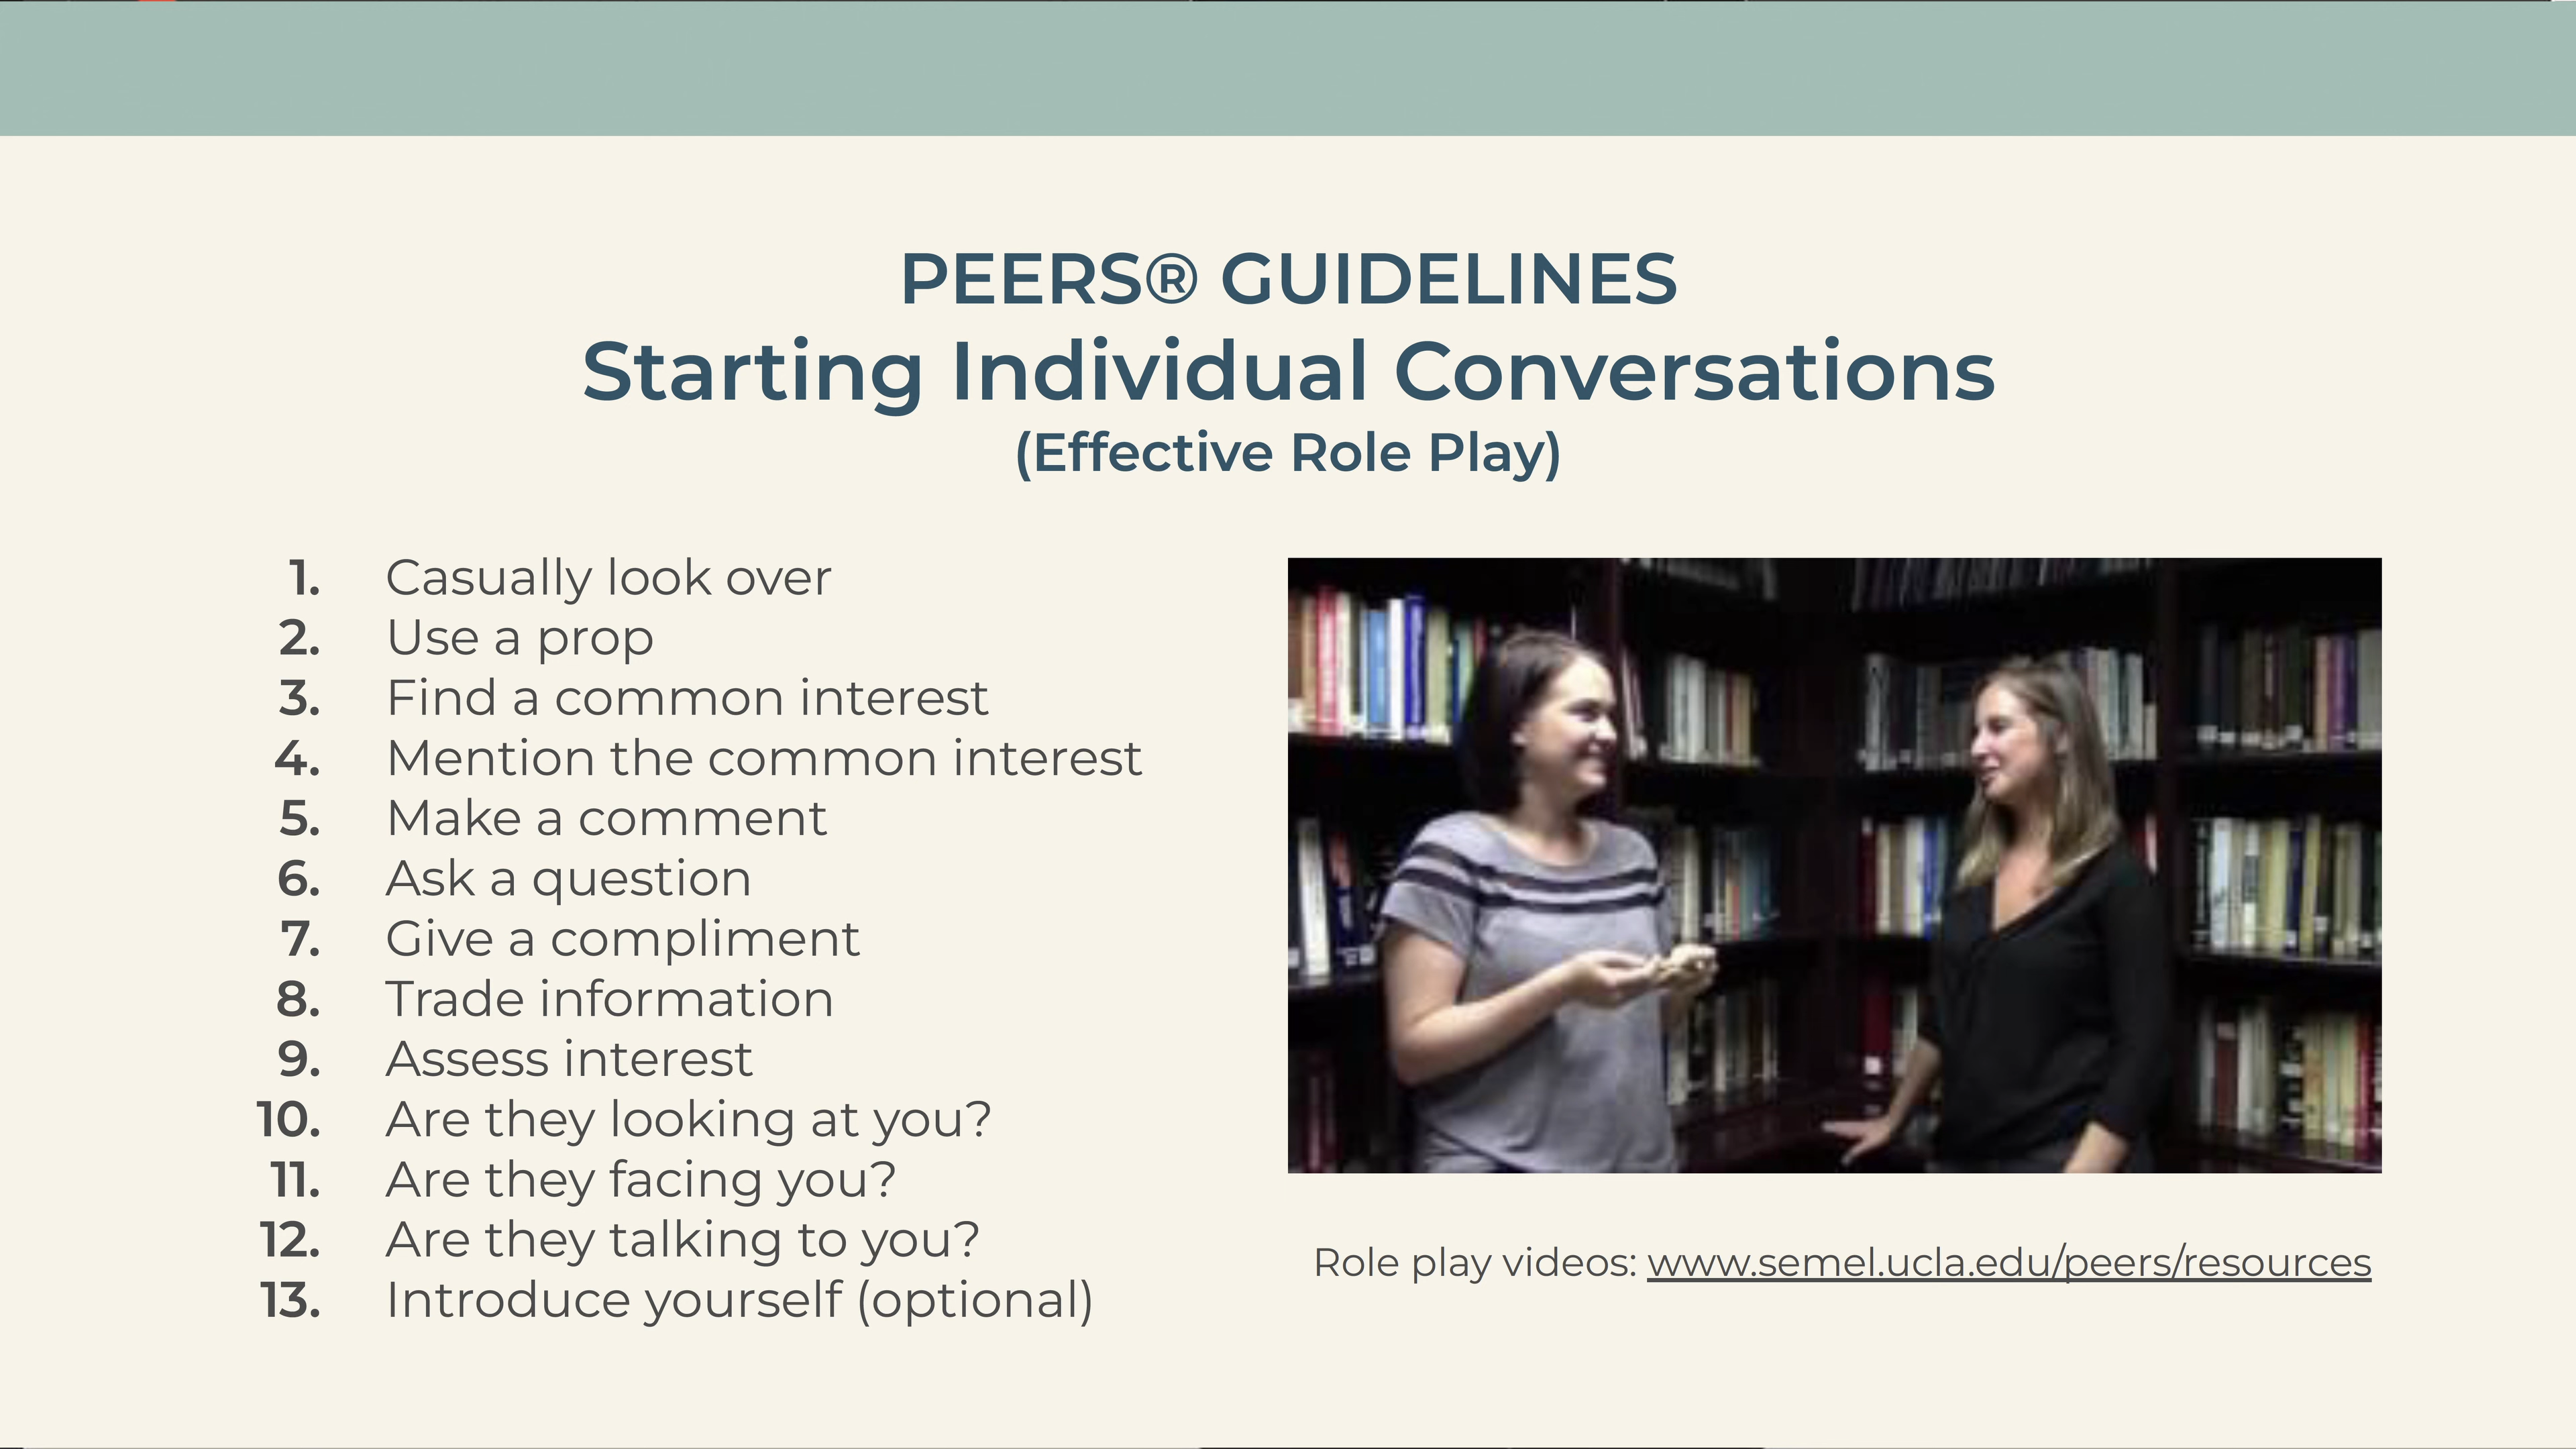 PEERS® GUIDELINES
Starting Individual Conversations
(Effective Role Play)
1. Casually look over
2. Use a prop
3. Find a common interest
4. Mention the common interest
5. Make a comment
6. Ask a question
7. Give a compliment
8. Trade information
9. Assess interest
10. Are they looking at you?
11. Are they facing you?
12. Are they talking to you?
13. Introduce yourself (optional)
Role play videos: www.semel.ucla.edu/peers/resources